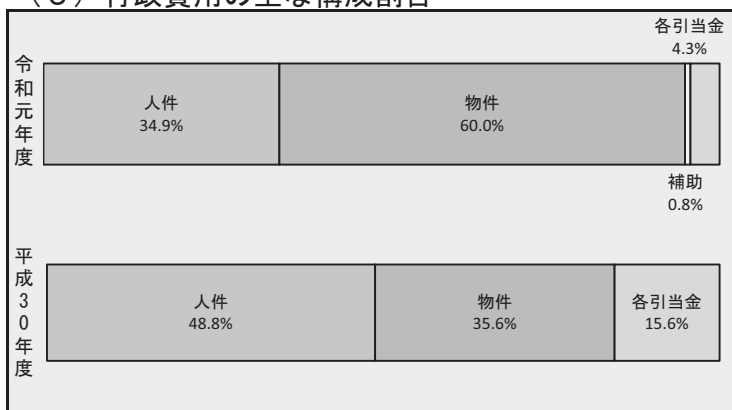 （３）行政費用の主な構成割合
各引当金
4.3%
令和元年度
人件
34.9%
物件
60.0%
補助
0.8%
平成３０年度
人件
48.8%
物件
35.6%
各引当金
15.6%